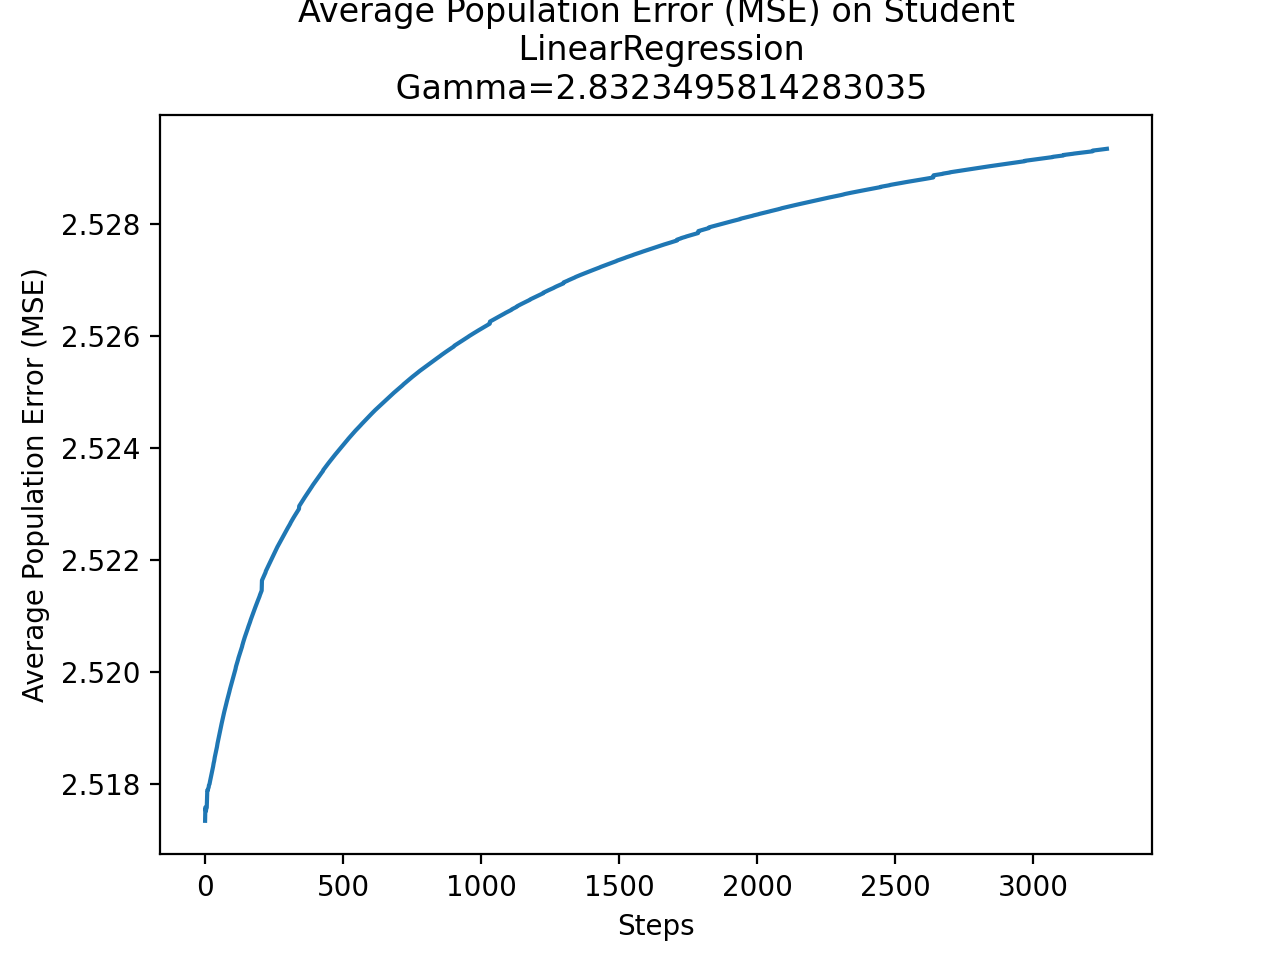 Average Population Error (MSE) on Student
LinearRegression
Gamma=2.8323495814283035
Average Population Error (MSE)
2.528
2.526
2.524
2.522
2.520
2.518
0 500 1000 1500 2000 2500 3000
Steps